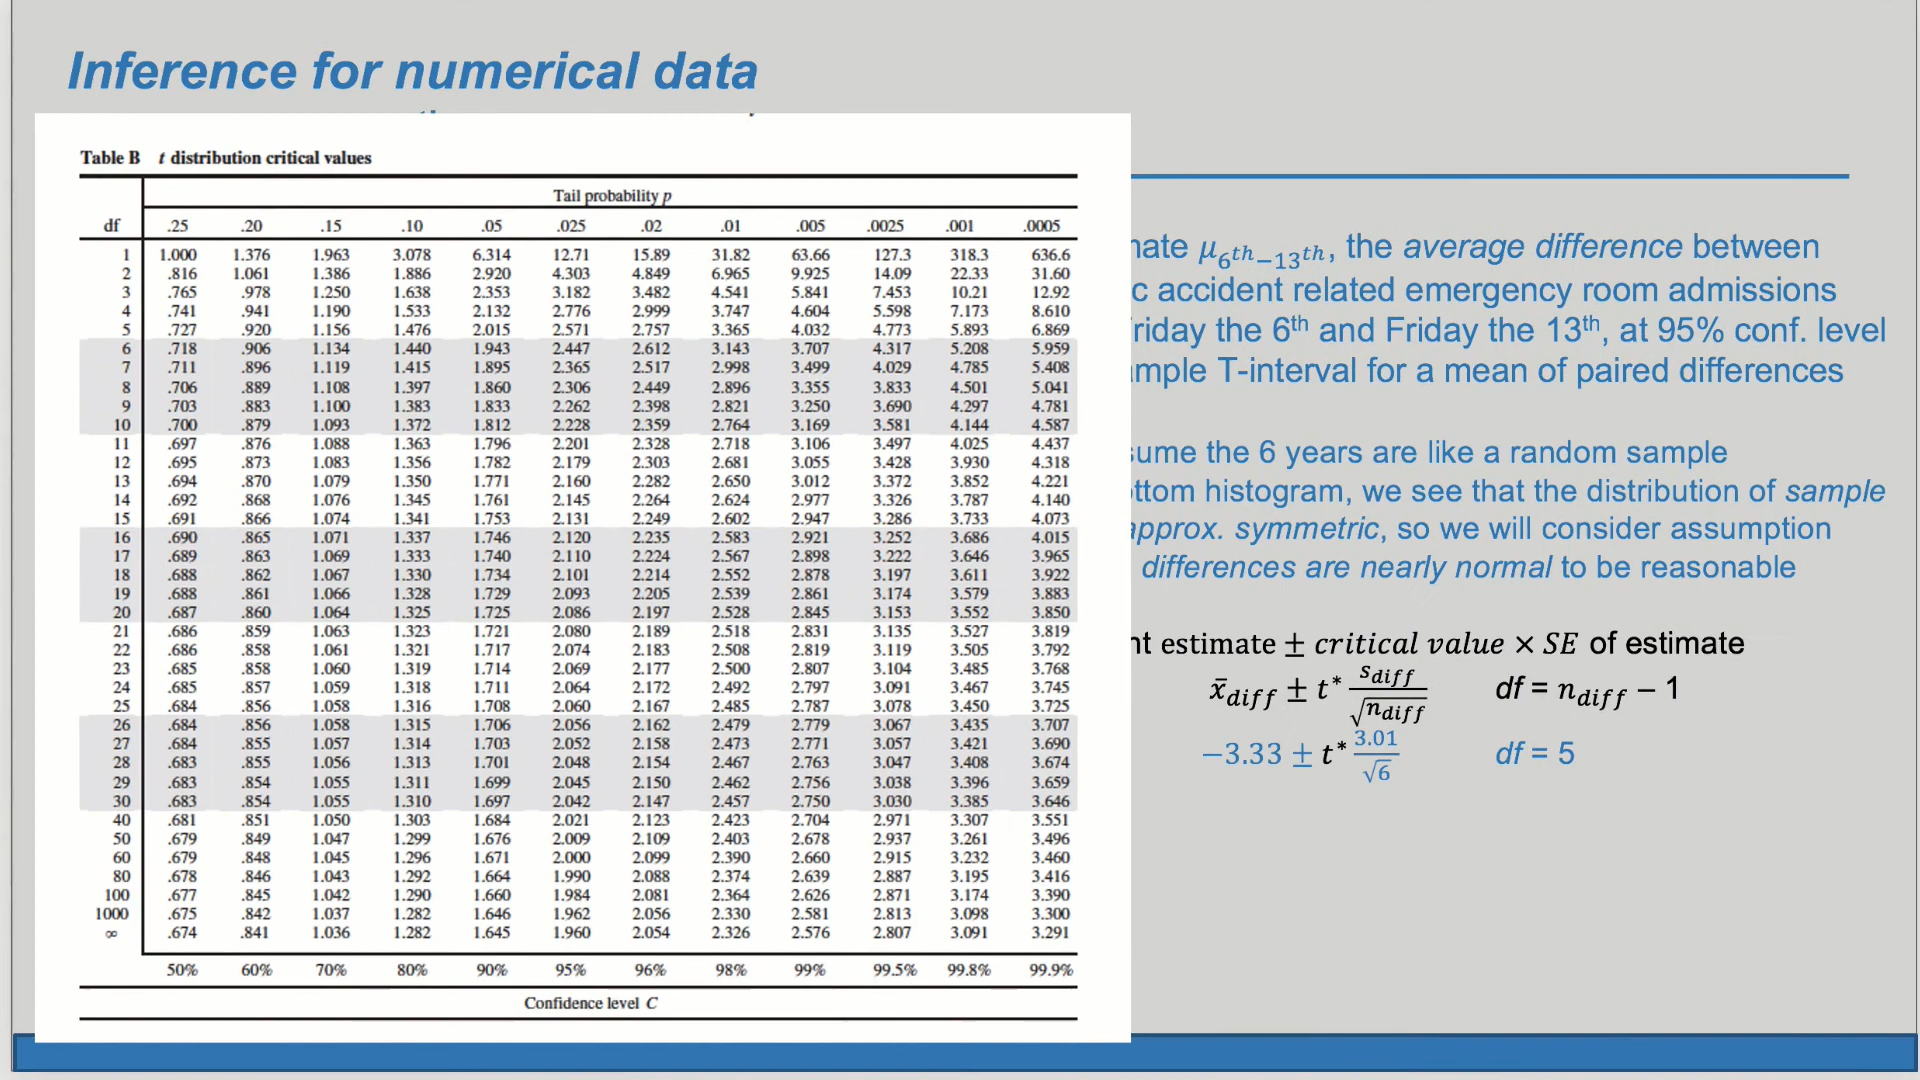 Inference for numerical data
Table B t distribution critical values
Tail probability p
df .25 .20 .15 .10 .05 .025 .02 .01 .005 .0025 .001 .0005
1 1.000 1.376 1.963 3.078 6.314 12.71 15.89 31.82 63.66 127.3 318.3 636.6
2 .816 1.061 1.386 1.886 2.920 4.303 4.849 6.965 9.925 14.09 22.33 31.60
3 .765 .978 1.250 1.638 2.353 3.182 3.482 4.541 5.841 7.453 10.21 12.92
4 .741 .941 1.190 1.533 2.132 2.776 2.999 3.747 4.604 5.598 7.173 8.610
5 .727 .920 1.156 1.476 2.015 2.571 2.757 3.365 4.032 4.773 5.893 6.869
6 .718 .906 1.134 1.440 1.943 2.447 2.612 3.143 3.707 4.317 5.208 5.959
7 .711 .896 1.119 1.415 1.895 2.365 2.517 2.998 3.499 4.029 4.785 5.408
8 .706 .889 1.108 1.397 1.860 2.306 2.449 2.896 3.355 3.833 4.501 5.041
9 .703 .883 1.100 1.383 1.833 2.262 2.398 2.821 3.250 3.690 4.297 4.781
10 .700 .879 1.093 1.372 1.812 2.228 2.359 2.764 3.169 3.581 4.144 4.587
11 .697 .876 1.088 1.363 1.796 2.201 2.328 2.718 3.106 3.497 4.025 4.437
12 .695 .873 1.083 1.356 1.782 2.179 2.303 2.681 3.055 3.428 3.930 4.318
13 .694 .870 1.079 1.350 1.771 2.160 2.282 2.650 3.012 3.372 3.852 4.221
14 .692 .868 1.076 1.345 1.761 2.145 2.264 2.624 2.977 3.326 3.787 4.140
15 .691 .866 1.074 1.341 1.753 2.131 2.249 2.602 2.947 3.286 3.733 4.073
16 .690 .865 1.071 1.337 1.746 2.120 2.235 2.583 2.921 3.252 3.686 4.015
17 .689 .863 1.069 1.333 1.740 2.110 2.224 2.567 2.898 3.222 3.646 3.965
18 .688 .862 1.067 1.330 1.734 2.101 2.214 2.552 2.878 3.197 3.611 3.922
19 .688 .861 1.066 1.328 1.729 2.093 2.205 2.539 2.861 3.174 3.579 3.883
20 .687 .860 1.064 1.325 1.725 2.086 2.197 2.528 2.845 3.153 3.552 3.850
21 .686 .859 1.063 1.323 1.721 2.080 2.189 2.518 2.831 3.135 3.527 3.819
22 .686 .858 1.061 1.321 1.717 2.074 2.183 2.508 2.819 3.119 3.505 3.792
23 .685 .858 1.060 1.319 1.714 2.069 2.177 2.500 2.807 3.104 3.485 3.768
24 .685 .857 1.059 1.318 1.711 2.064 2.172 2.492 2.797 3.091 3.467 3.745
25 .684 .856 1.058 1.316 1.708 2.060 2.167 2.485 2.787 3.078 3.450 3.725
26 .684 .856 1.058 1.315 1.706 2.056 2.162 2.479 2.779 3.067 3.435 3.707
27 .684 .855 1.057 1.314 1.703 2.052 2.158 2.473 2.771 3.057 3.421 3.690
28 .683 .855 1.056 1.313 1.701 2.048 2.154 2.467 2.763 3.047 3.408 3.674
29 .683 .854 1.055 1.311 1.699 2.045 2.150 2.462 2.756 3.038 3.396 3.659
30 .683 .854 1.055 1.310 1.697 2.042 2.147 2.457 2.750 3.030 3.385 3.646
40 .681 .851 1.050 1.303 1.684 2.021 2.123 2.423 2.704 2.971 3.307 3.551
50 .679 .849 1.047 1.299 1.676 2.009 2.109 2.403 2.678 2.937 3.261 3.496
60 .679 .848 1.045 1.296 1.671 2.000 2.099 2.390 2.660 2.915 3.232 3.460
80 .678 .846 1.043 1.292 1.664 1.990 2.088 2.374 2.639 2.887 3.195 3.416
100 .677 .845 1.042 1.290 1.660 1.984 2.081 2.364 2.626 2.871 3.174 3.390
1000 .675 .842 1.037 1.282 1.646 1.962 2.056 2.330 2.581 2.813 3.098 3.300
∞ .674 .841 1.036 1.282 1.645 1.960 2.054 2.326 2.576 2.807 3.091 3.291
50% 60% 70% 80% 90% 95% 96% 98% 99% 99.5% 99.8% 99.9%
Confidence level C
μ6th−13th, the average difference between
accident related emergency room admissions
6th and Friday the 13th, at 95% conf. level
T-interval for a mean of paired differences
the 6 years are like a random sample
histogram, we see that the distribution of sample
approx. symmetric, so we will consider assumption
differences are nearly normal to be reasonable
estimate ± critical value × SE of estimate
x̄diff ± t* sdiff/√ndiff df = ndiff − 1
−3.33 ± t* 3.01/√6 df = 5